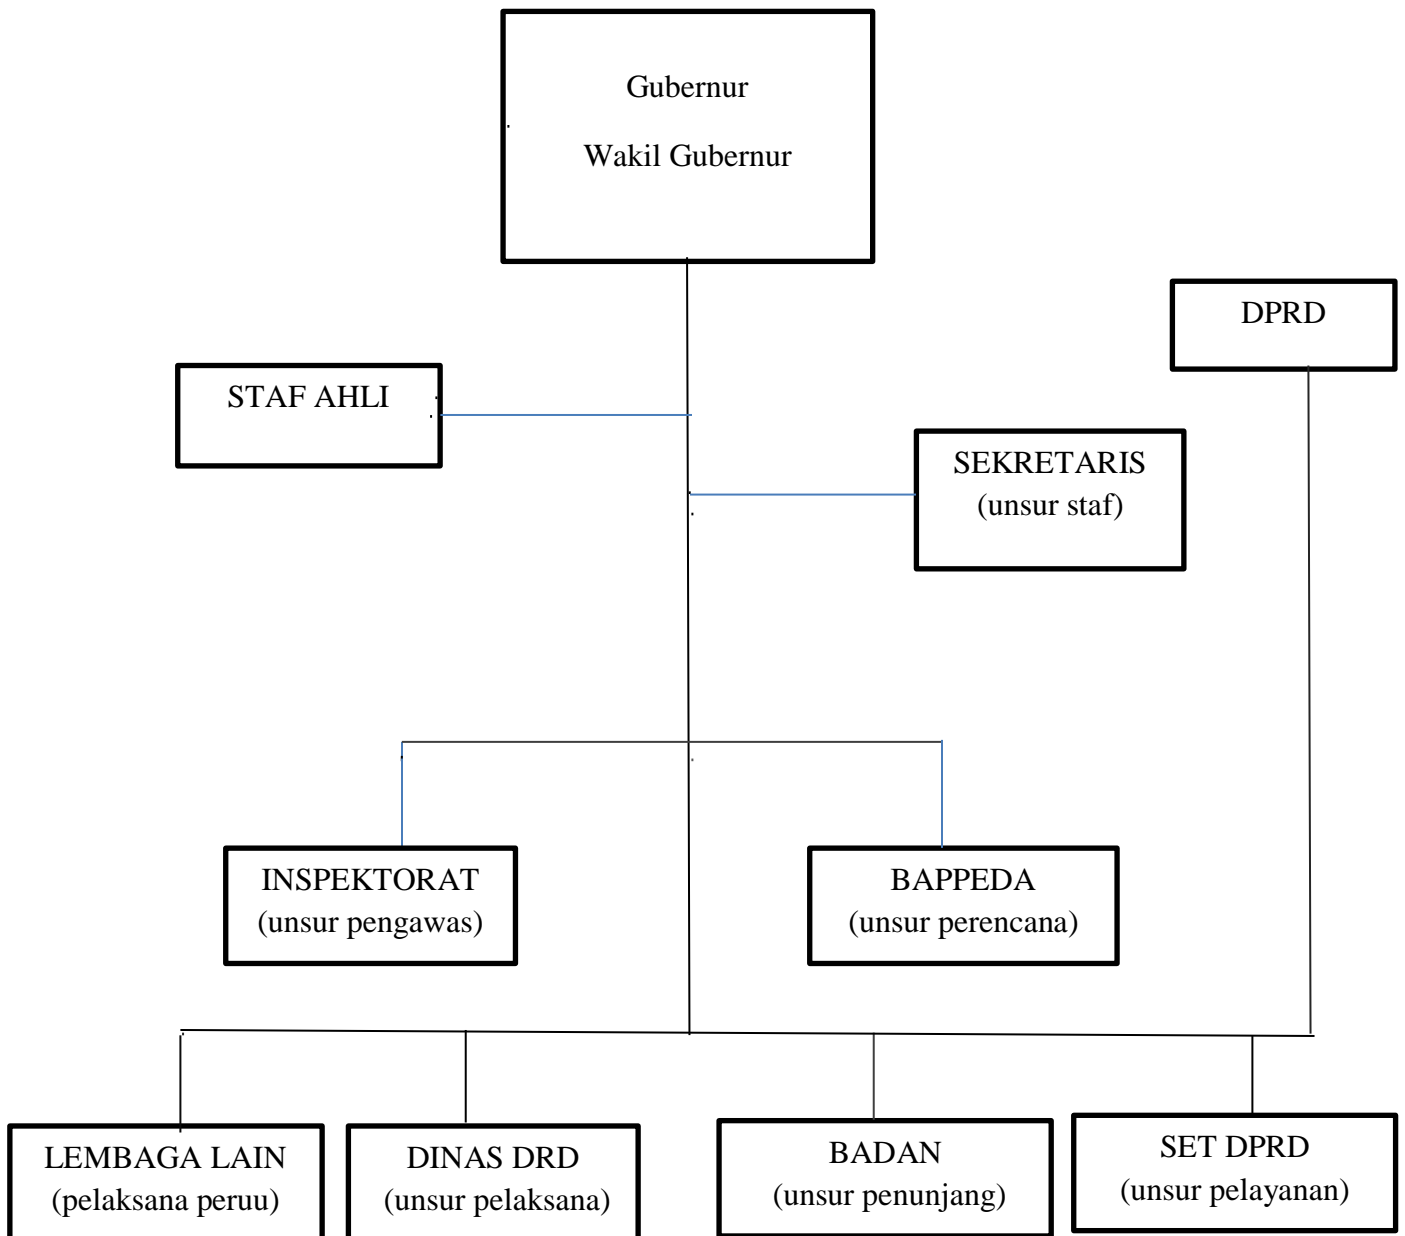 Gubernur
Wakil Gubernur
DPRD
STAF AHLI
SEKRETARIS
(unsur staf)
INSPEKTORAT
(unsur pengawas)
BAPPEDA
(unsur perencana)
LEMBAGA LAIN
(pelaksana peruu)
DINAS DRD
(unsur pelaksana)
BADAN
(unsur penunjang)
SET DPRD
(unsur pelayanan)